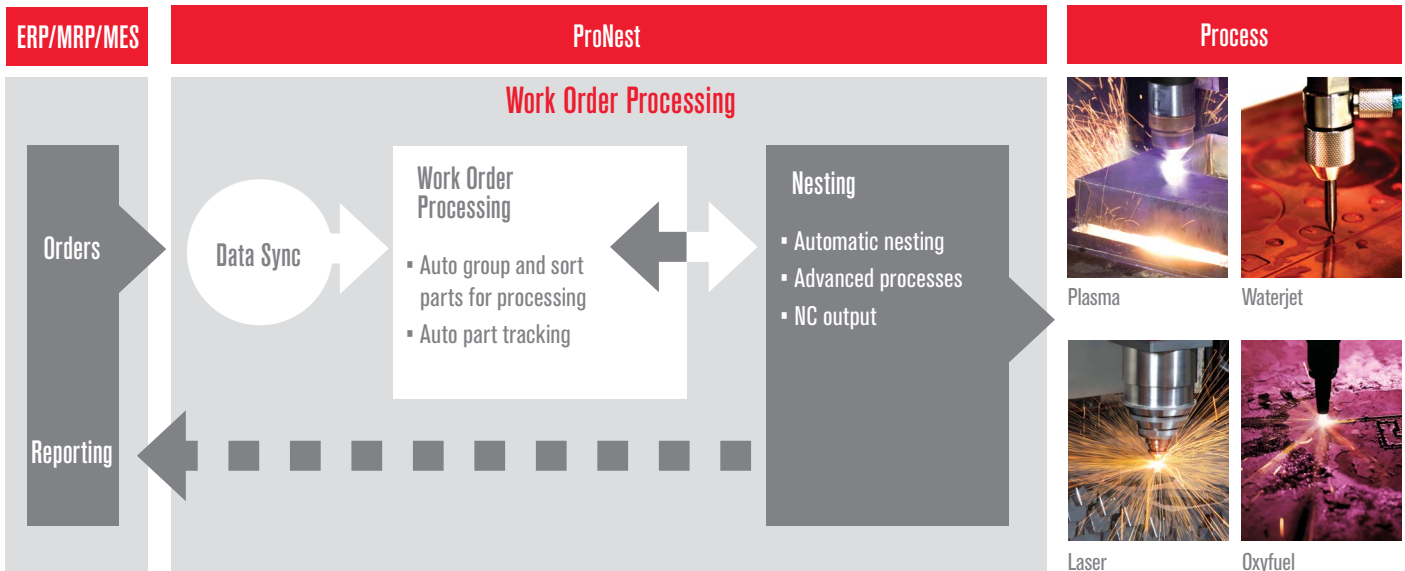 ERP/MRP/MES
ProNest
Process
Work Order Processing
Orders
Reporting
Data Sync
Work Order
Processing
▪ Auto group and sort
parts for processing
▪ Auto part tracking
Nesting
▪ Automatic nesting
▪ Advanced processes
▪ NC output
Plasma
Waterjet
Laser
Oxyfuel